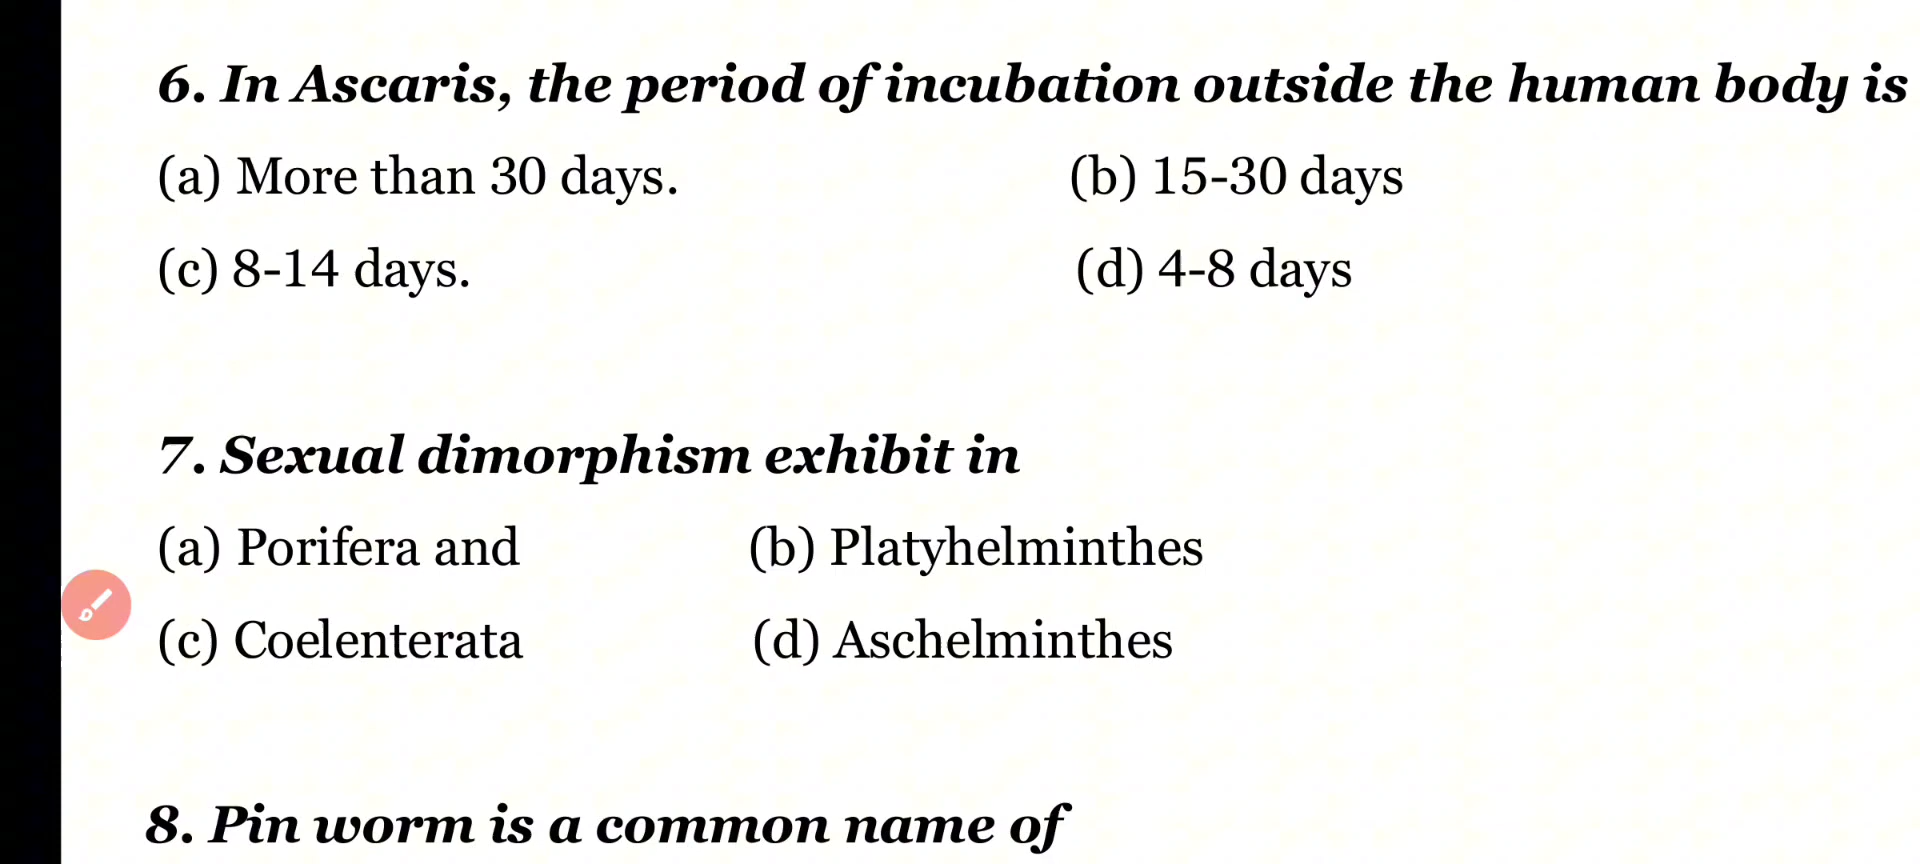 6. In Ascaris, the period of incubation outside the human body is
(a) More than 30 days. (b) 15-30 days
(c) 8-14 days. (d) 4-8 days
7. Sexual dimorphism exhibit in
(a) Porifera and (b) Platyhelminthes
(c) Coelenterata (d) Aschelminthes
8. Pin worm is a common name of